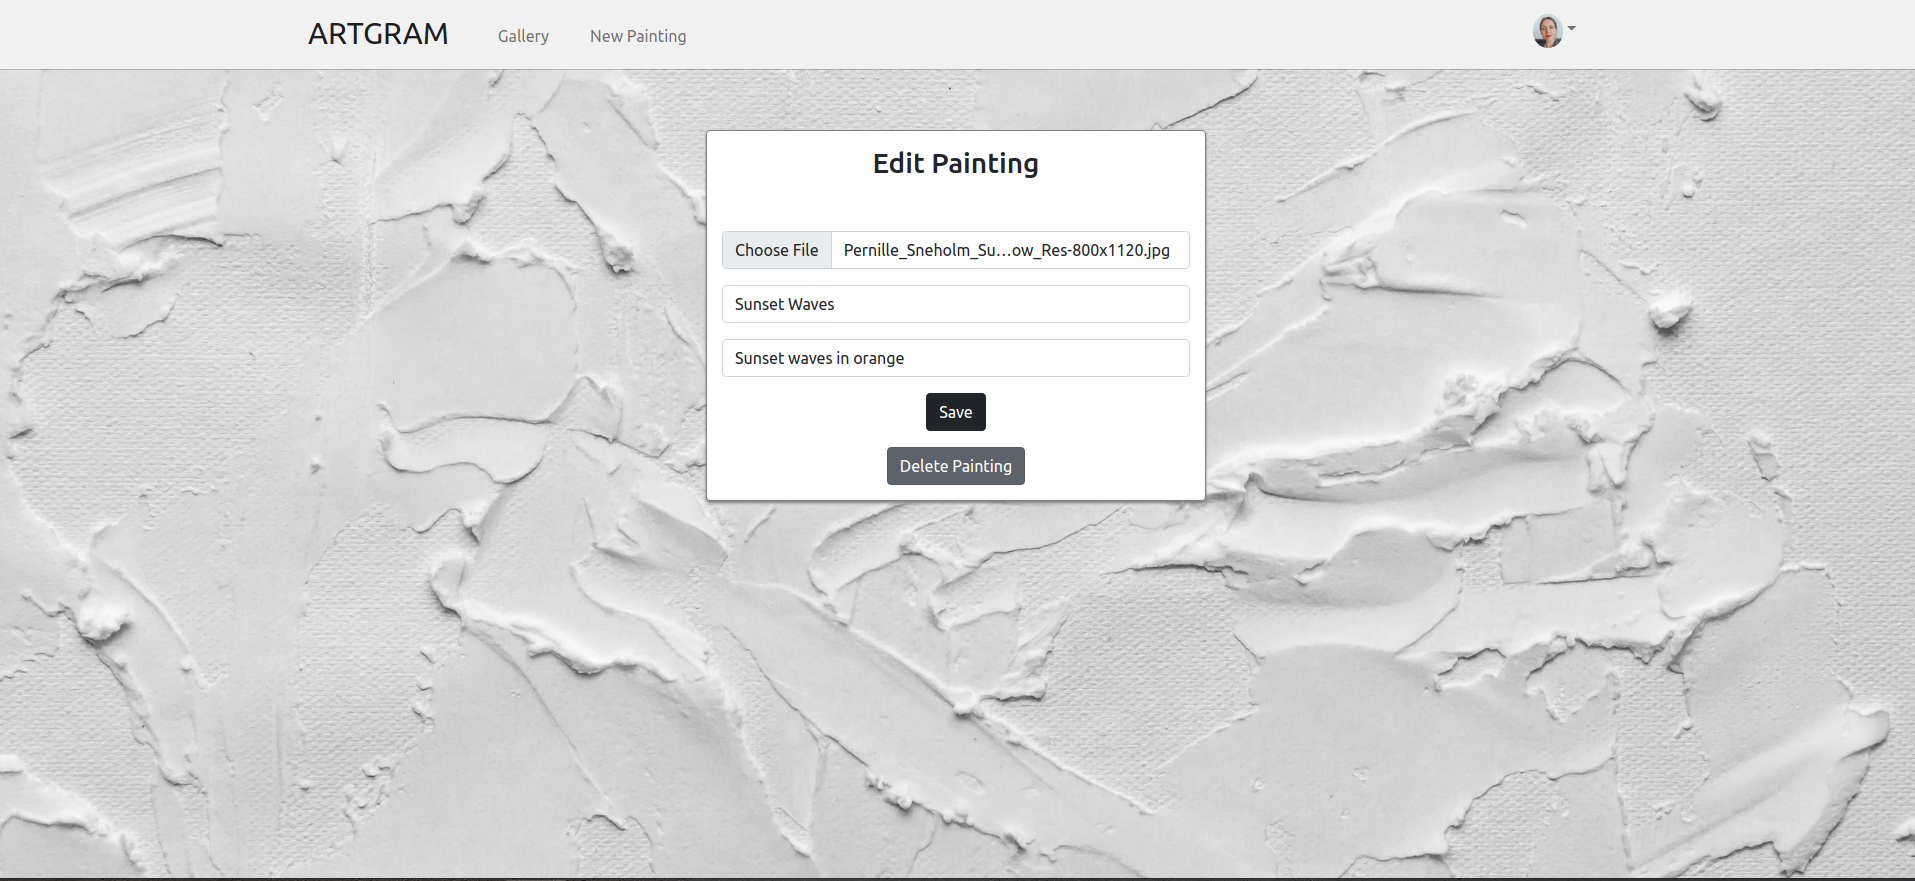 ARTGRAM Gallery New Painting
Edit Painting
Choose File Pernille_Sneholm_Su...ow_Res-800x1120.jpg
Sunset Waves
Sunset waves in orange
Save
Delete Painting